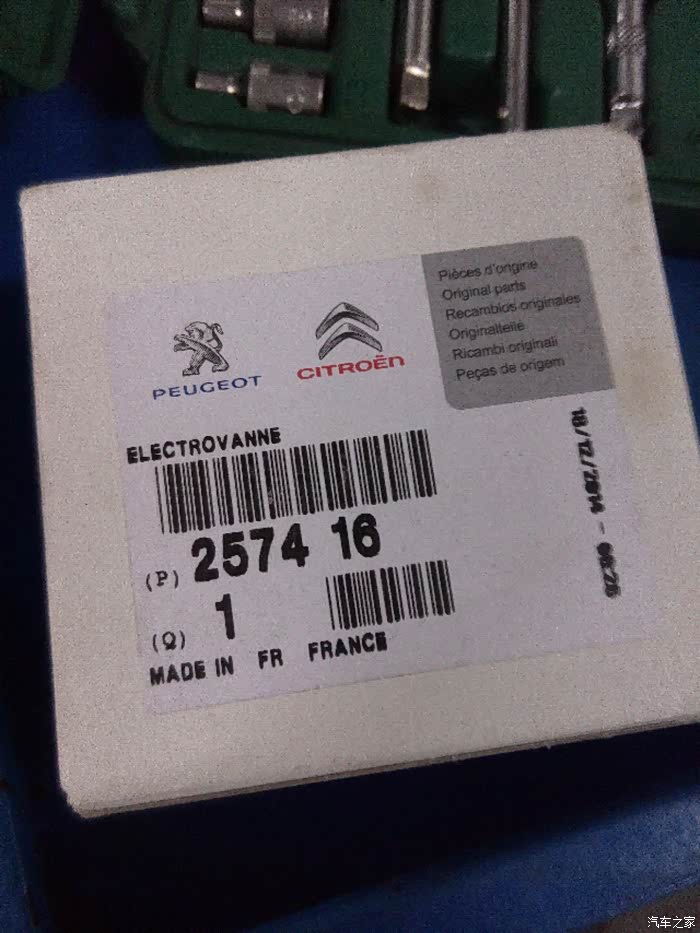 PEUGEOT
CITROËN
Pièces d'origine
Original parts
Recambios originales
Originalteile
Ricambi originali
Peças de origem
ELECTROVANNE
(P) 2574 16
(Q) 1
MADE IN FR FRANCE
18/12/2014 -
汽车之家